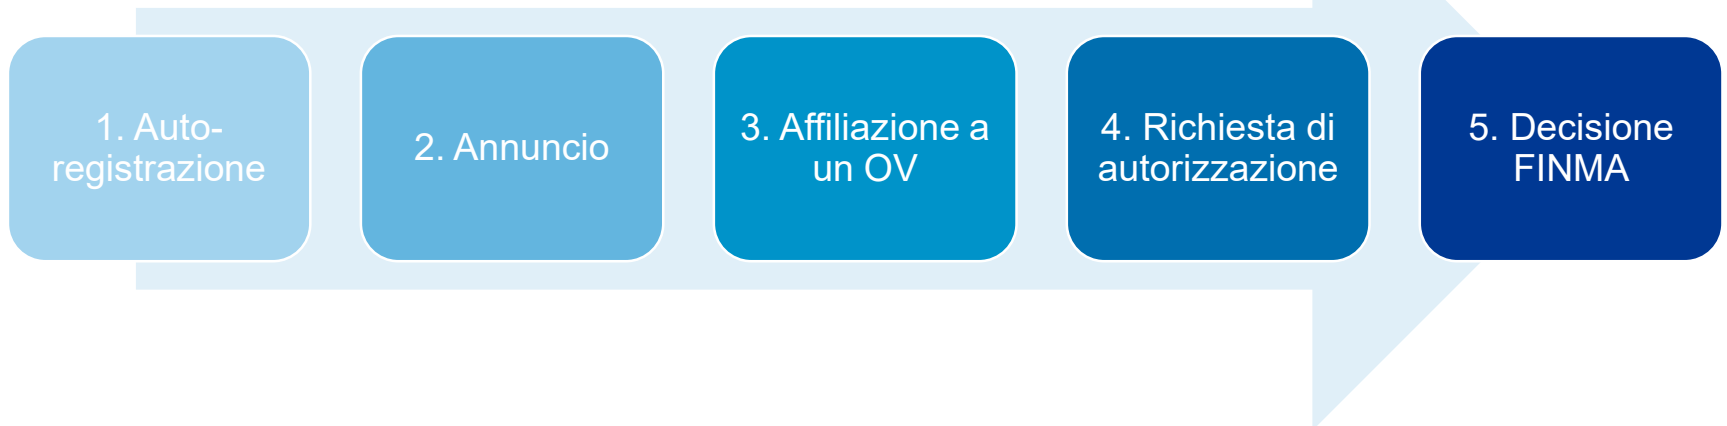 1. Auto-
registrazione
2. Annuncio
3. Affiliazione a
un OV
4. Richiesta di
autorizzazione
5. Decisione
FINMA